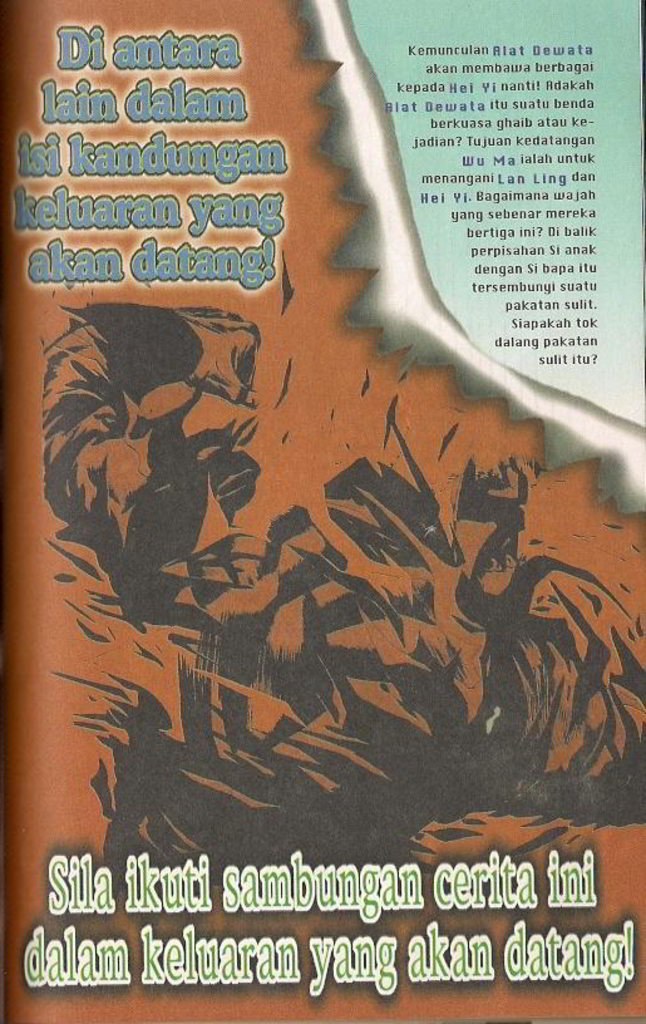 Di antara
lain dalam
isi kandungan
keluaran yang
akan datang!
Kemunculan Alat Dewata
akan membawa berbagai
kepada Hei Yi nanti! Adakah
Alat Dewata itu suatu benda
berkuasa ghaib atau ke-
jadian? Tujuan kedatangan
Wu Ma ialah untuk
menangani Lan Ling dan
Hei Yi. Bagaimana wajah
yang sebenar mereka
bertiga ini? Di balik
perpisahan Si anak
dengan Si bapa itu
tersembungi suatu
pakatan sulit.
Siapakah tok
dalang pakatan
sulit itu?
Sila ikuti sambungan cerita ini
dalam keluaran yang akan datang!